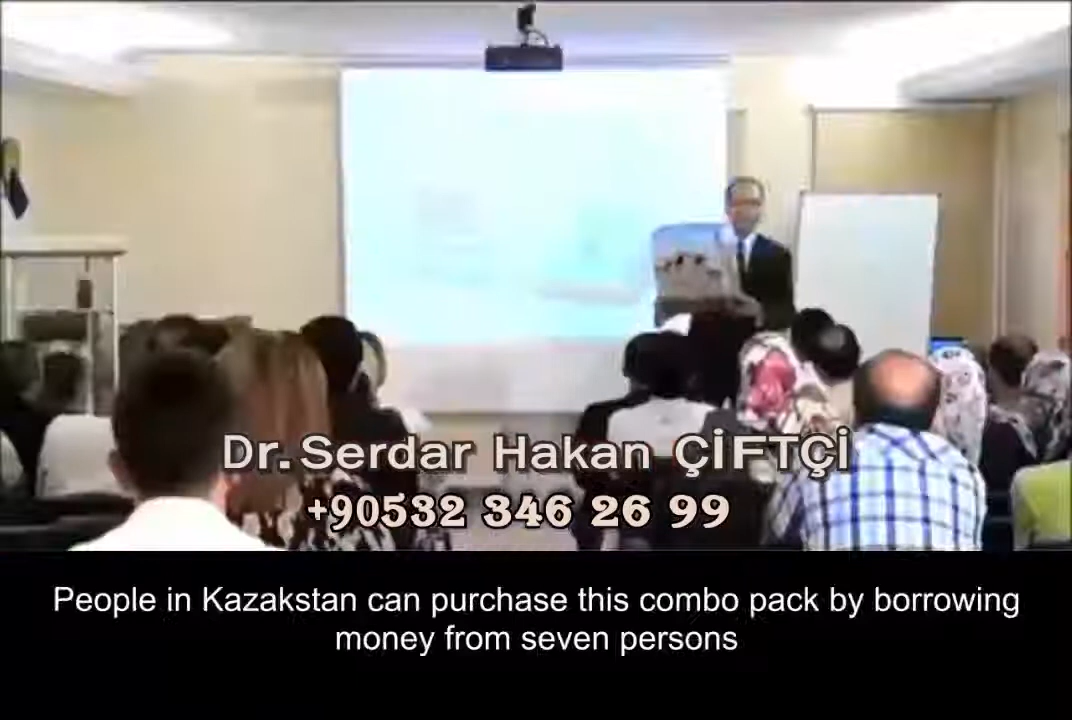 Dr. Serdar Hakan ÇİFTÇİ
+90532 346 26 99
People in Kazakstan can purchase this combo pack by borrowing
money from seven persons